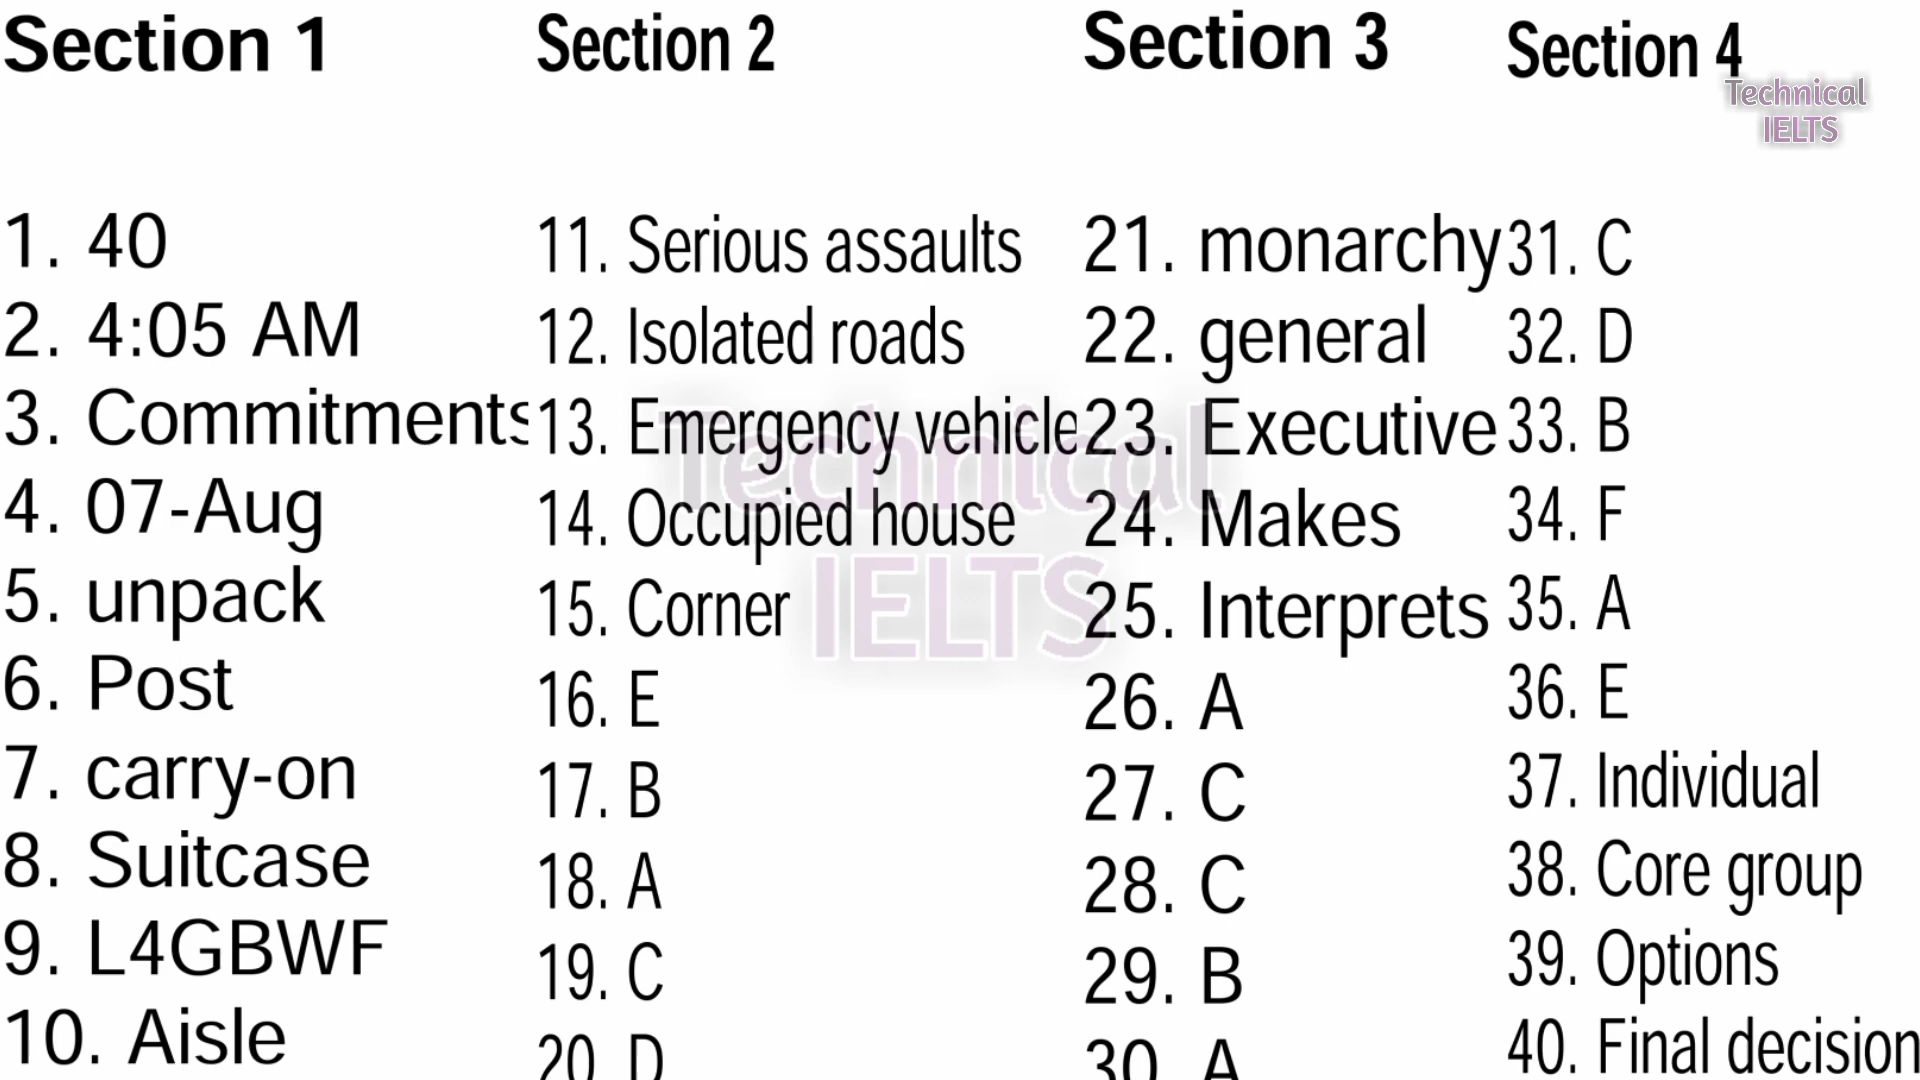 Section 1
1. 40
2. 4:05 AM
3. Commitments
4. 07-Aug
5. unpack
6. Post
7. carry-on
8. Suitcase
9. L4GBWF
10. Aisle
Section 2
11. Serious assaults
12. Isolated roads
13. Emergency vehicle
14. Occupied house
15. Corner
16. E
17. B
18. A
19. C
20. D
Section 3
21. monarchy
22. general
23. Executive
24. Makes
25. Interprets
26. A
27. C
28. C
29. B
30. A
Section 4
31. C
32. D
33. B
34. F
35. A
36. E
37. Individual
38. Core group
39. Options
40. Final decision
Technical
IELTS
Technical
IELTS